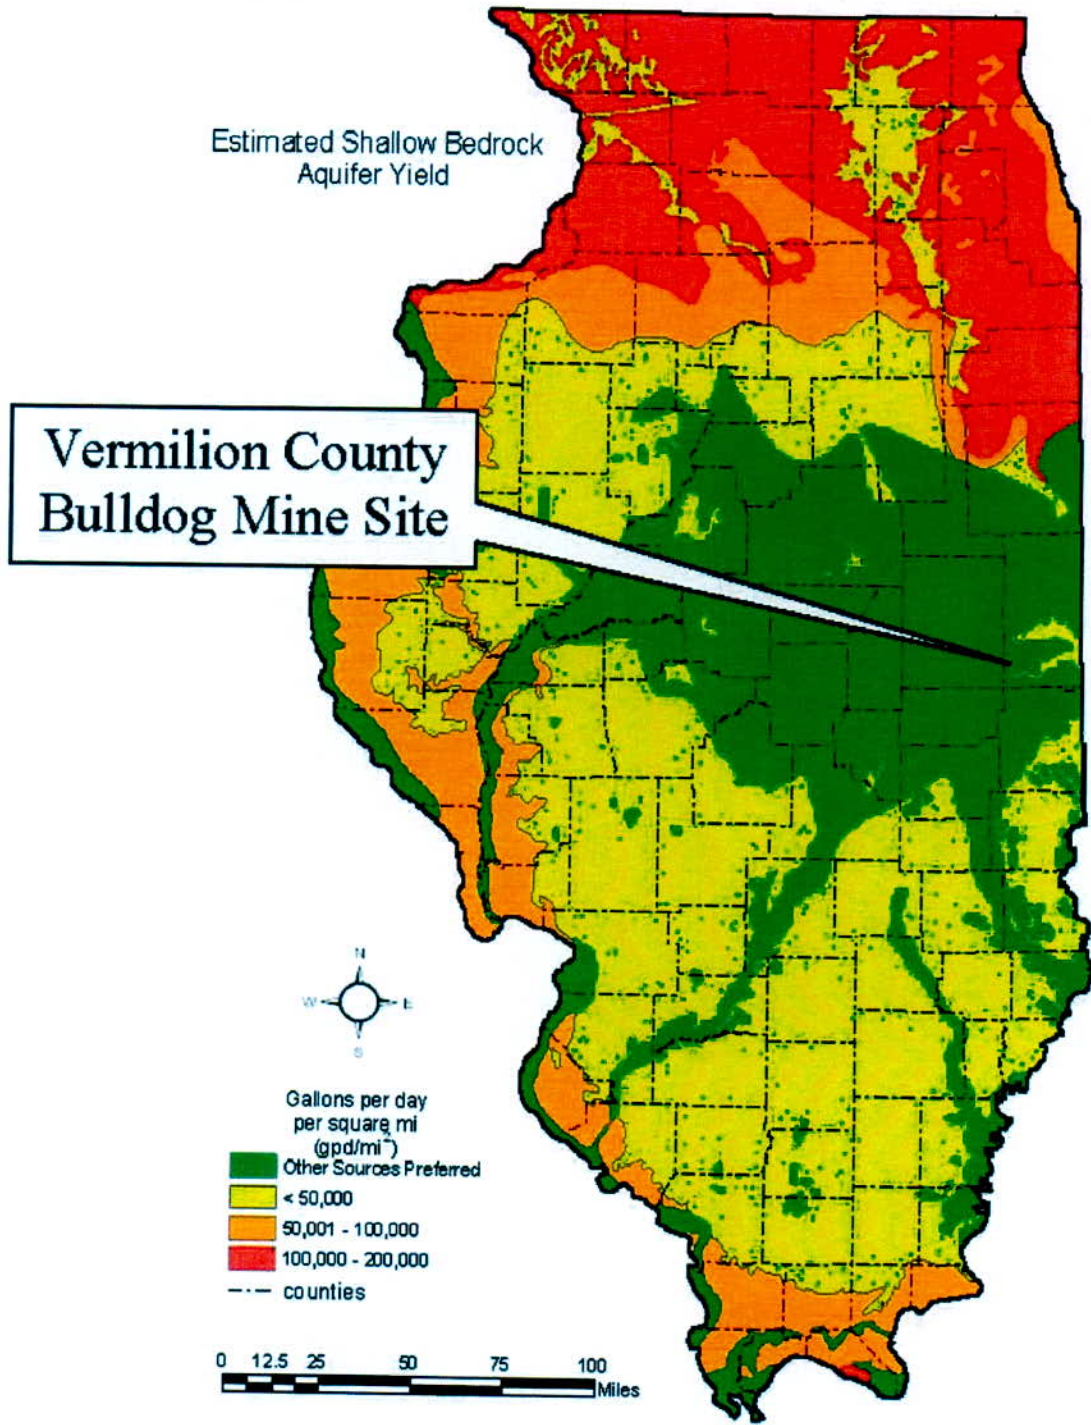 Estimated Shallow Bedrock
Aquifer Yield
Vermilion County
Bulldog Mine Site
N
W E
S
Gallons per day
per square mi
(gpd/mi²)
Other Sources Preferred
< 50,000
50,001 - 100,000
100,000 - 200,000
counties
0 12.5 25 50 75 100
Miles